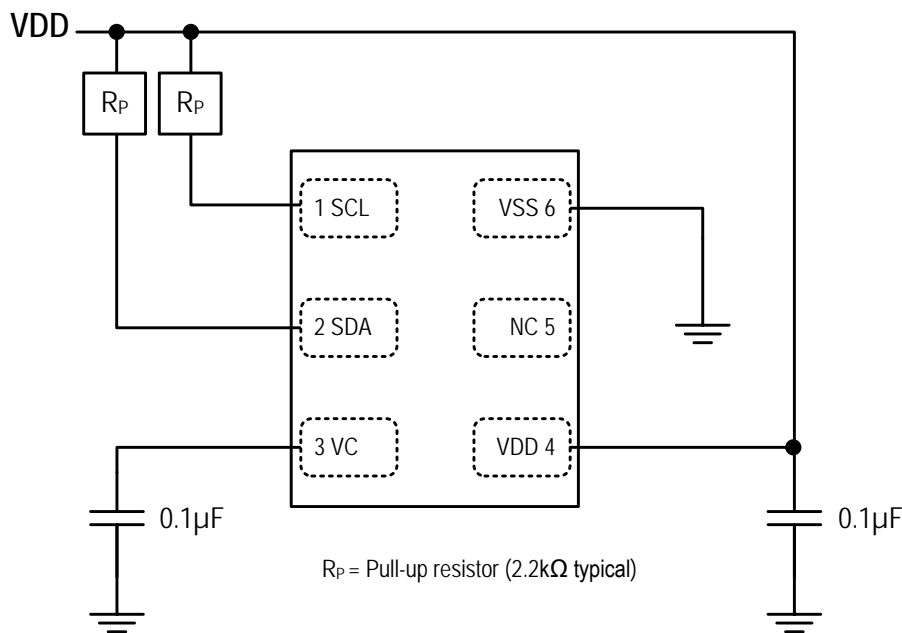 VDD
RP
RP
1 SCL
VSS 6
2 SDA
NC 5
3 VC
VDD 4
0.1µF
0.1µF
RP = Pull-up resistor (2.2kΩ typical)